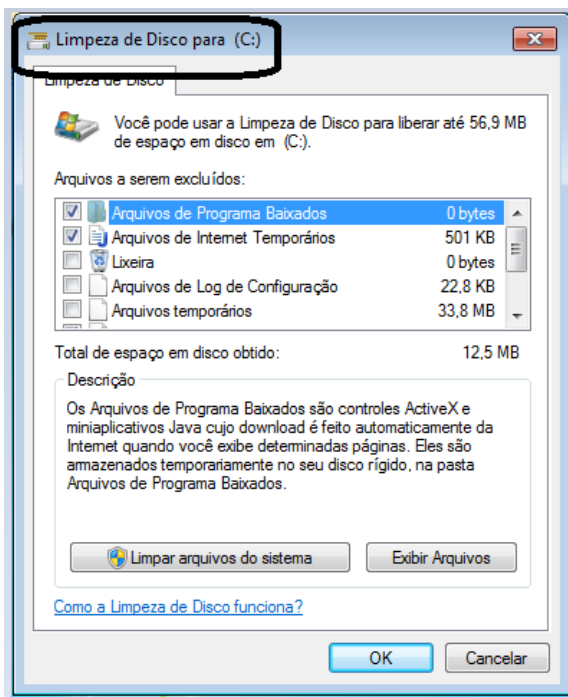 Limpeza de Disco para (C:)
Limpeza de Disco
Você pode usar a Limpeza de Disco para liberar até 56,9 MB
de espaço em disco em (C:).
Arquivos a serem excluídos:
Arquivos de Programa Baixados 0 bytes
Arquivos de Internet Temporários 501 KB
Lixeira 0 bytes
Arquivos de Log de Configuração 22,8 KB
Arquivos temporários 33,8 MB
Total de espaço em disco obtido: 12,5 MB
Descrição
Os Arquivos de Programa Baixados são controles ActiveX e
miniaplicativos Java cujo download é feito automaticamente da
Internet quando você exibe determinadas páginas. Eles são
armazenados temporariamente no seu disco rígido, na pasta
Arquivos de Programa Baixados.
Limpar arquivos do sistema Exibir Arquivos
Como a Limpeza de Disco funciona?
OK Cancelar